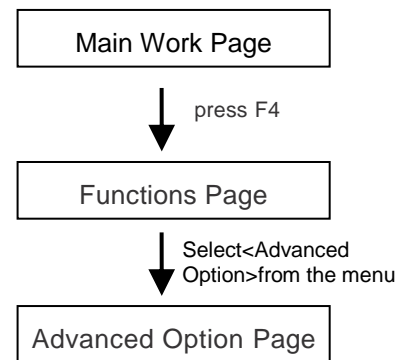 Main Work Page
press F4
Functions Page
Select<Advanced
Option>from the menu
Advanced Option Page